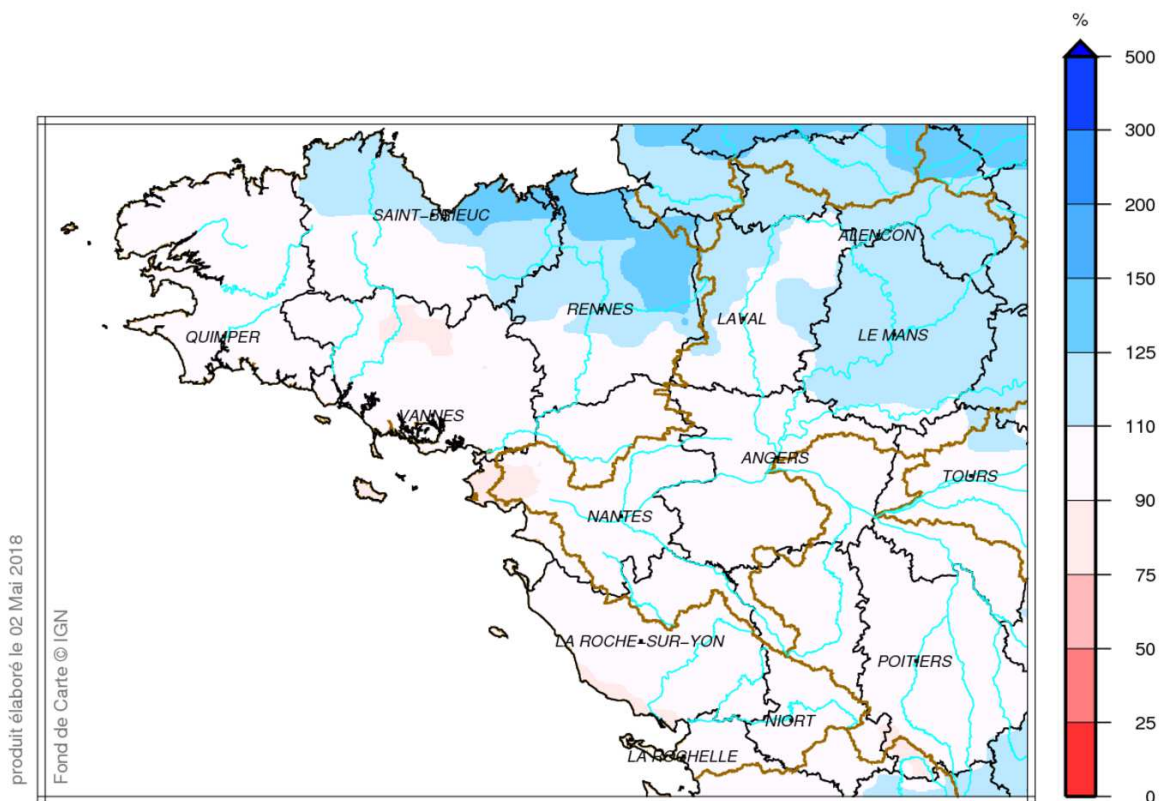 %
500
300
200
150
125
110
90
75
50
25
0
SAINT-BRIEUC
ALENCON
RENNES
LAVAL
LE MANS
QUIMPER
VANNES
ANGERS
TOURS
NANTES
LA ROCHE-SUR-YON
POITIERS
NIORT
LA ROCHELLE
produit élaboré le 02 Mai 2018
Fond de Carte © IGN